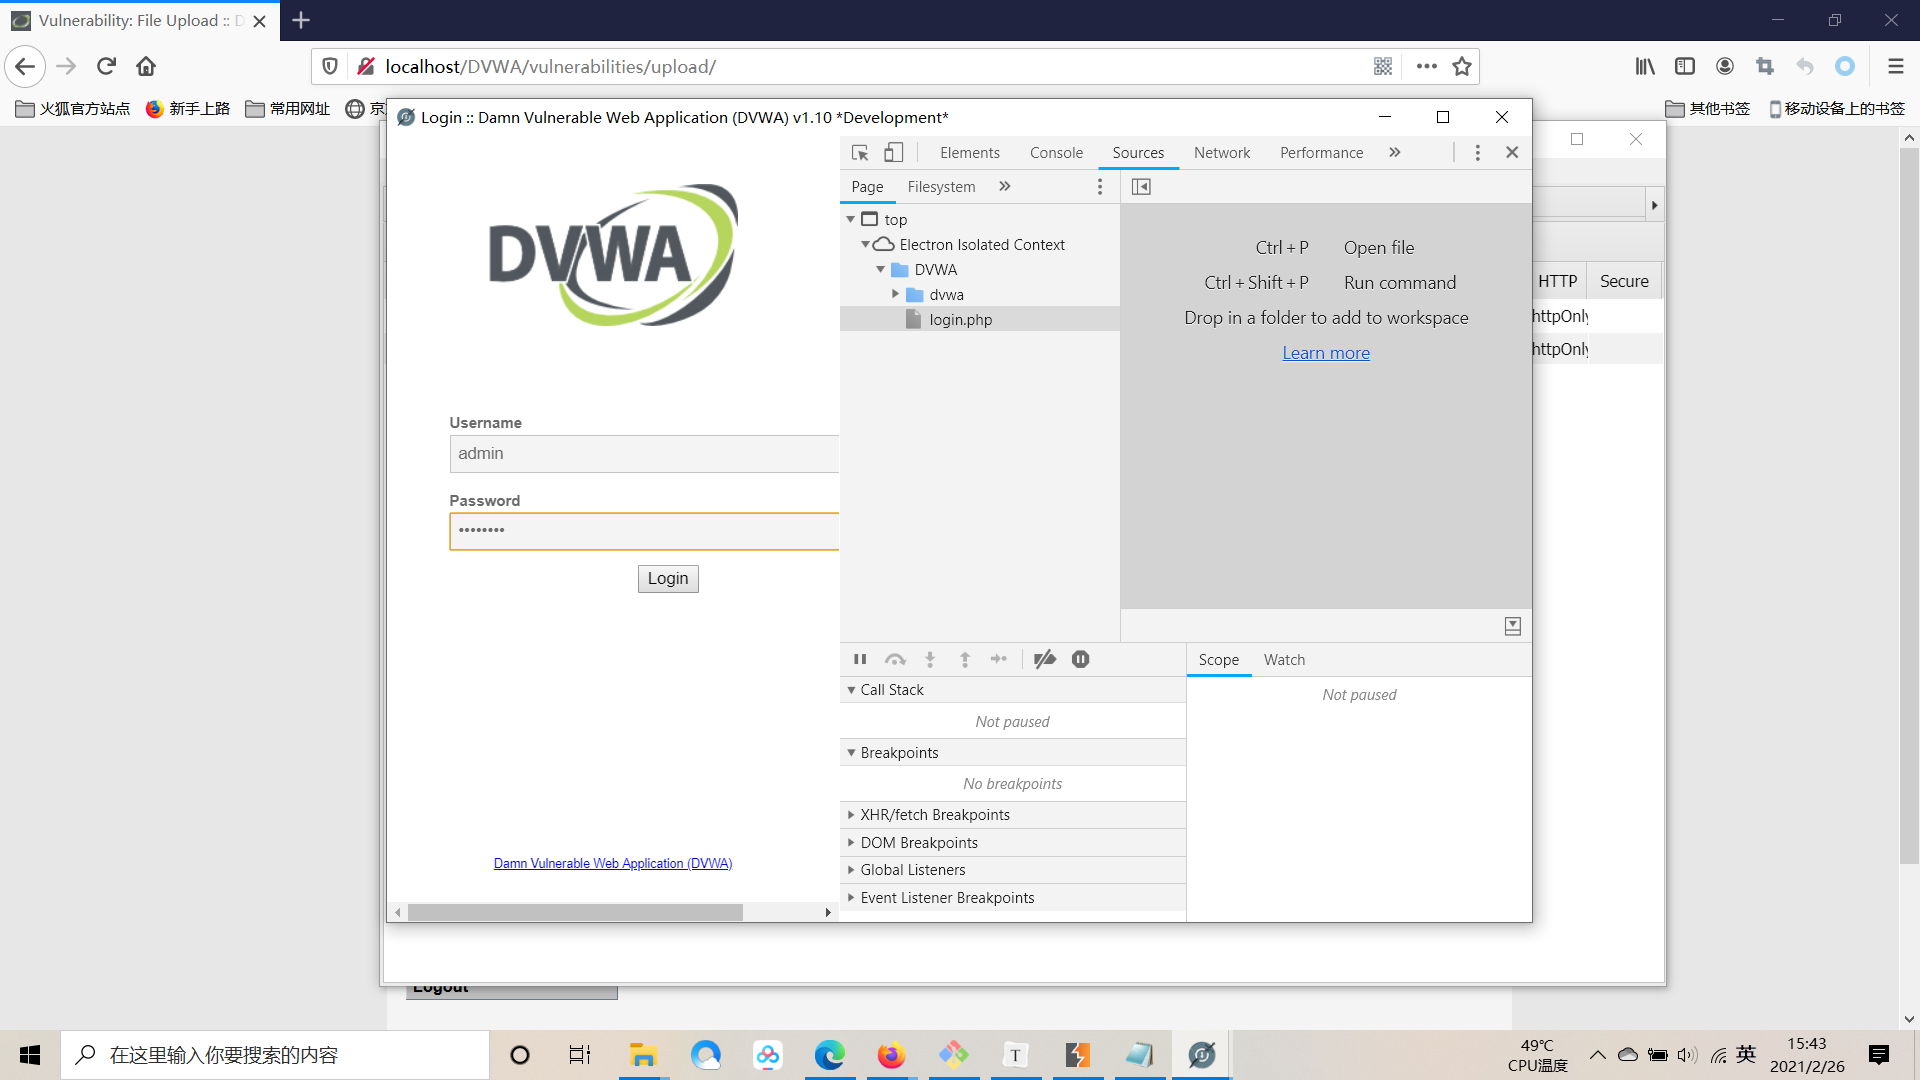 Vulnerability: File Upload :: D
localhost/DVWA/vulnerabilities/upload/
火狐官方站点
新手上路
常用网址
京
其他书签
移动设备上的书签
Login :: Damn Vulnerable Web Application (DVWA) v1.10 *Development*
Elements
Console
Sources
Network
Performance
Page
Filesystem
top
Electron Isolated Context
DVWA
dvwa
login.php
Ctrl + P Open file
Ctrl + Shift + P Run command
Drop in a folder to add to workspace
Learn more
HTTP
Secure
httpOnly
httpOnly
DVWA
Username
admin
Password
••••••••
Login
Damn Vulnerable Web Application (DVWA)
Scope
Watch
Not paused
Call Stack
Not paused
Breakpoints
No breakpoints
XHR/fetch Breakpoints
DOM Breakpoints
Global Listeners
Event Listener Breakpoints
Logout
在这里输入你要搜索的内容
T
49℃
CPU温度
英
15:43
2021/2/26